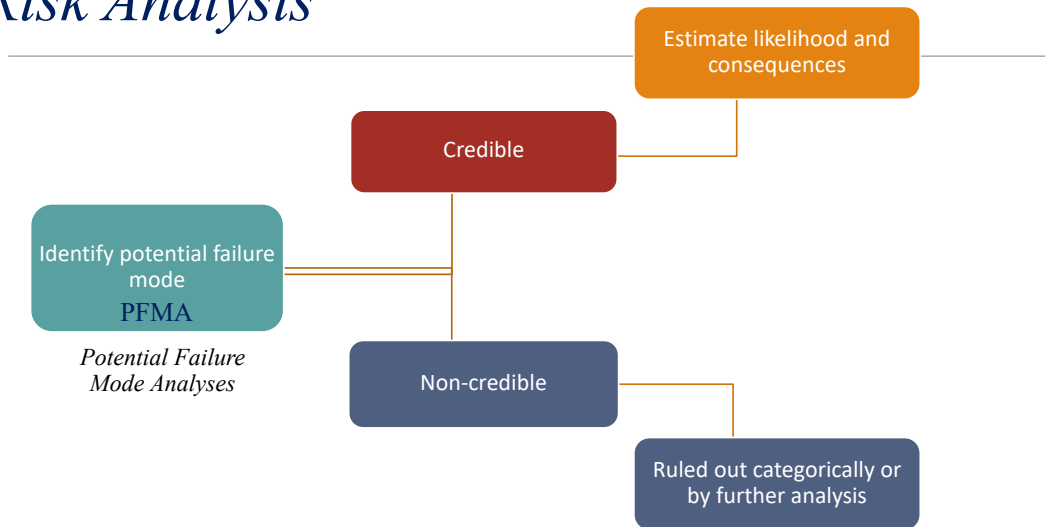 Risk Analysis
Estimate likelihood and
consequences
Credible
Identify potential failure
mode
PFMA
Potential Failure
Mode Analyses
Non-credible
Ruled out categorically or
by further analysis